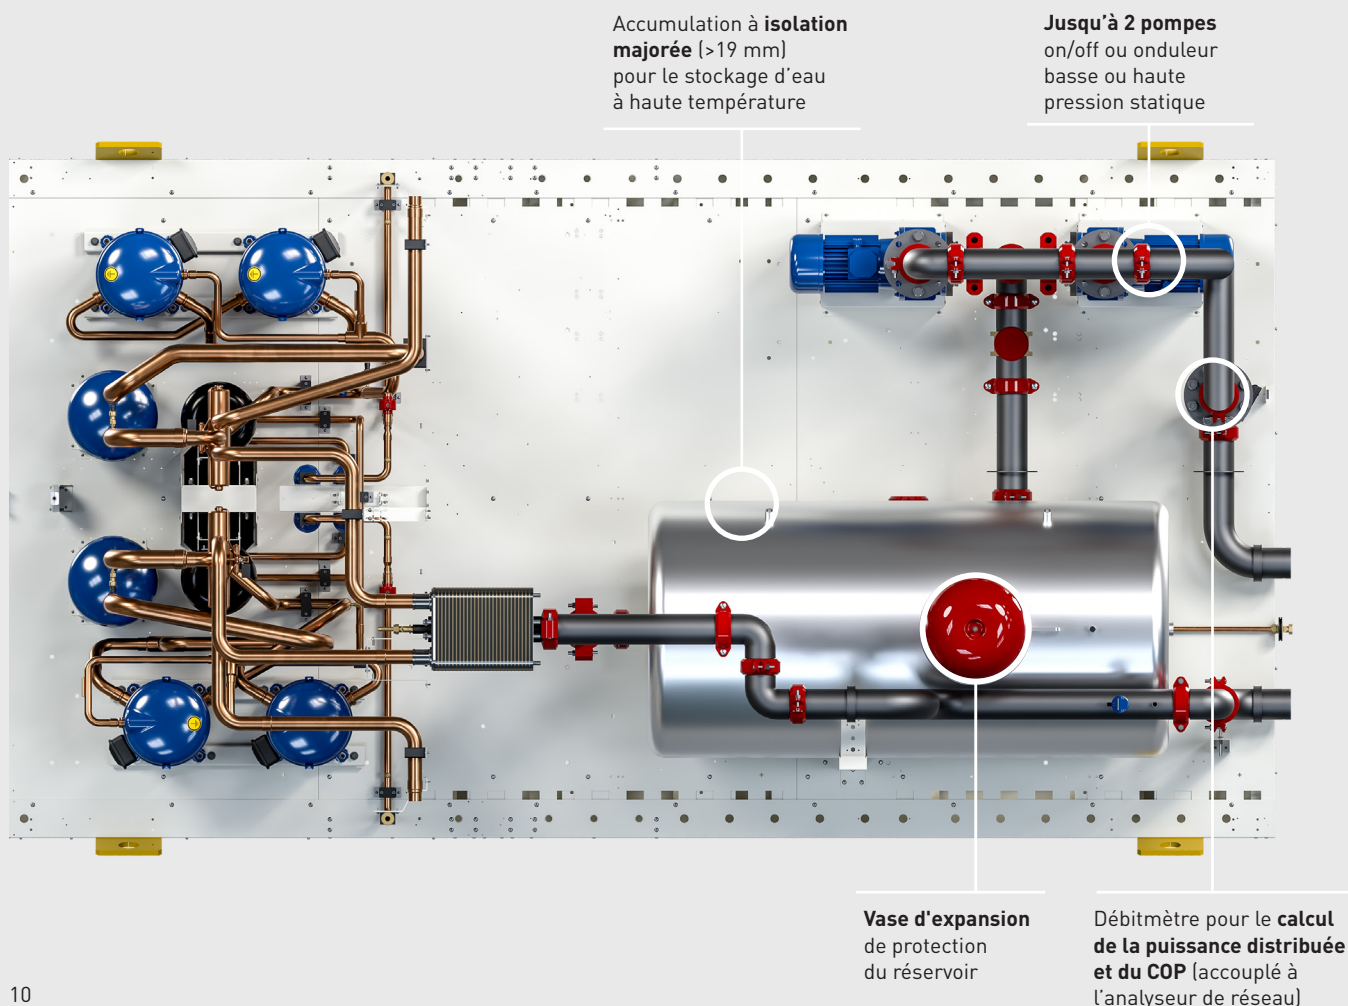 Accumulation à isolation
majorée (>19 mm)
pour le stockage d’eau
à haute température
Jusqu’à 2 pompes
on/off ou onduleur
basse ou haute
pression statique
Vase d'expansion
de protection
du réservoir
Débitmètre pour le calcul
de la puissance distribuée
et du COP (accouplé à
l’analyseur de réseau)
10